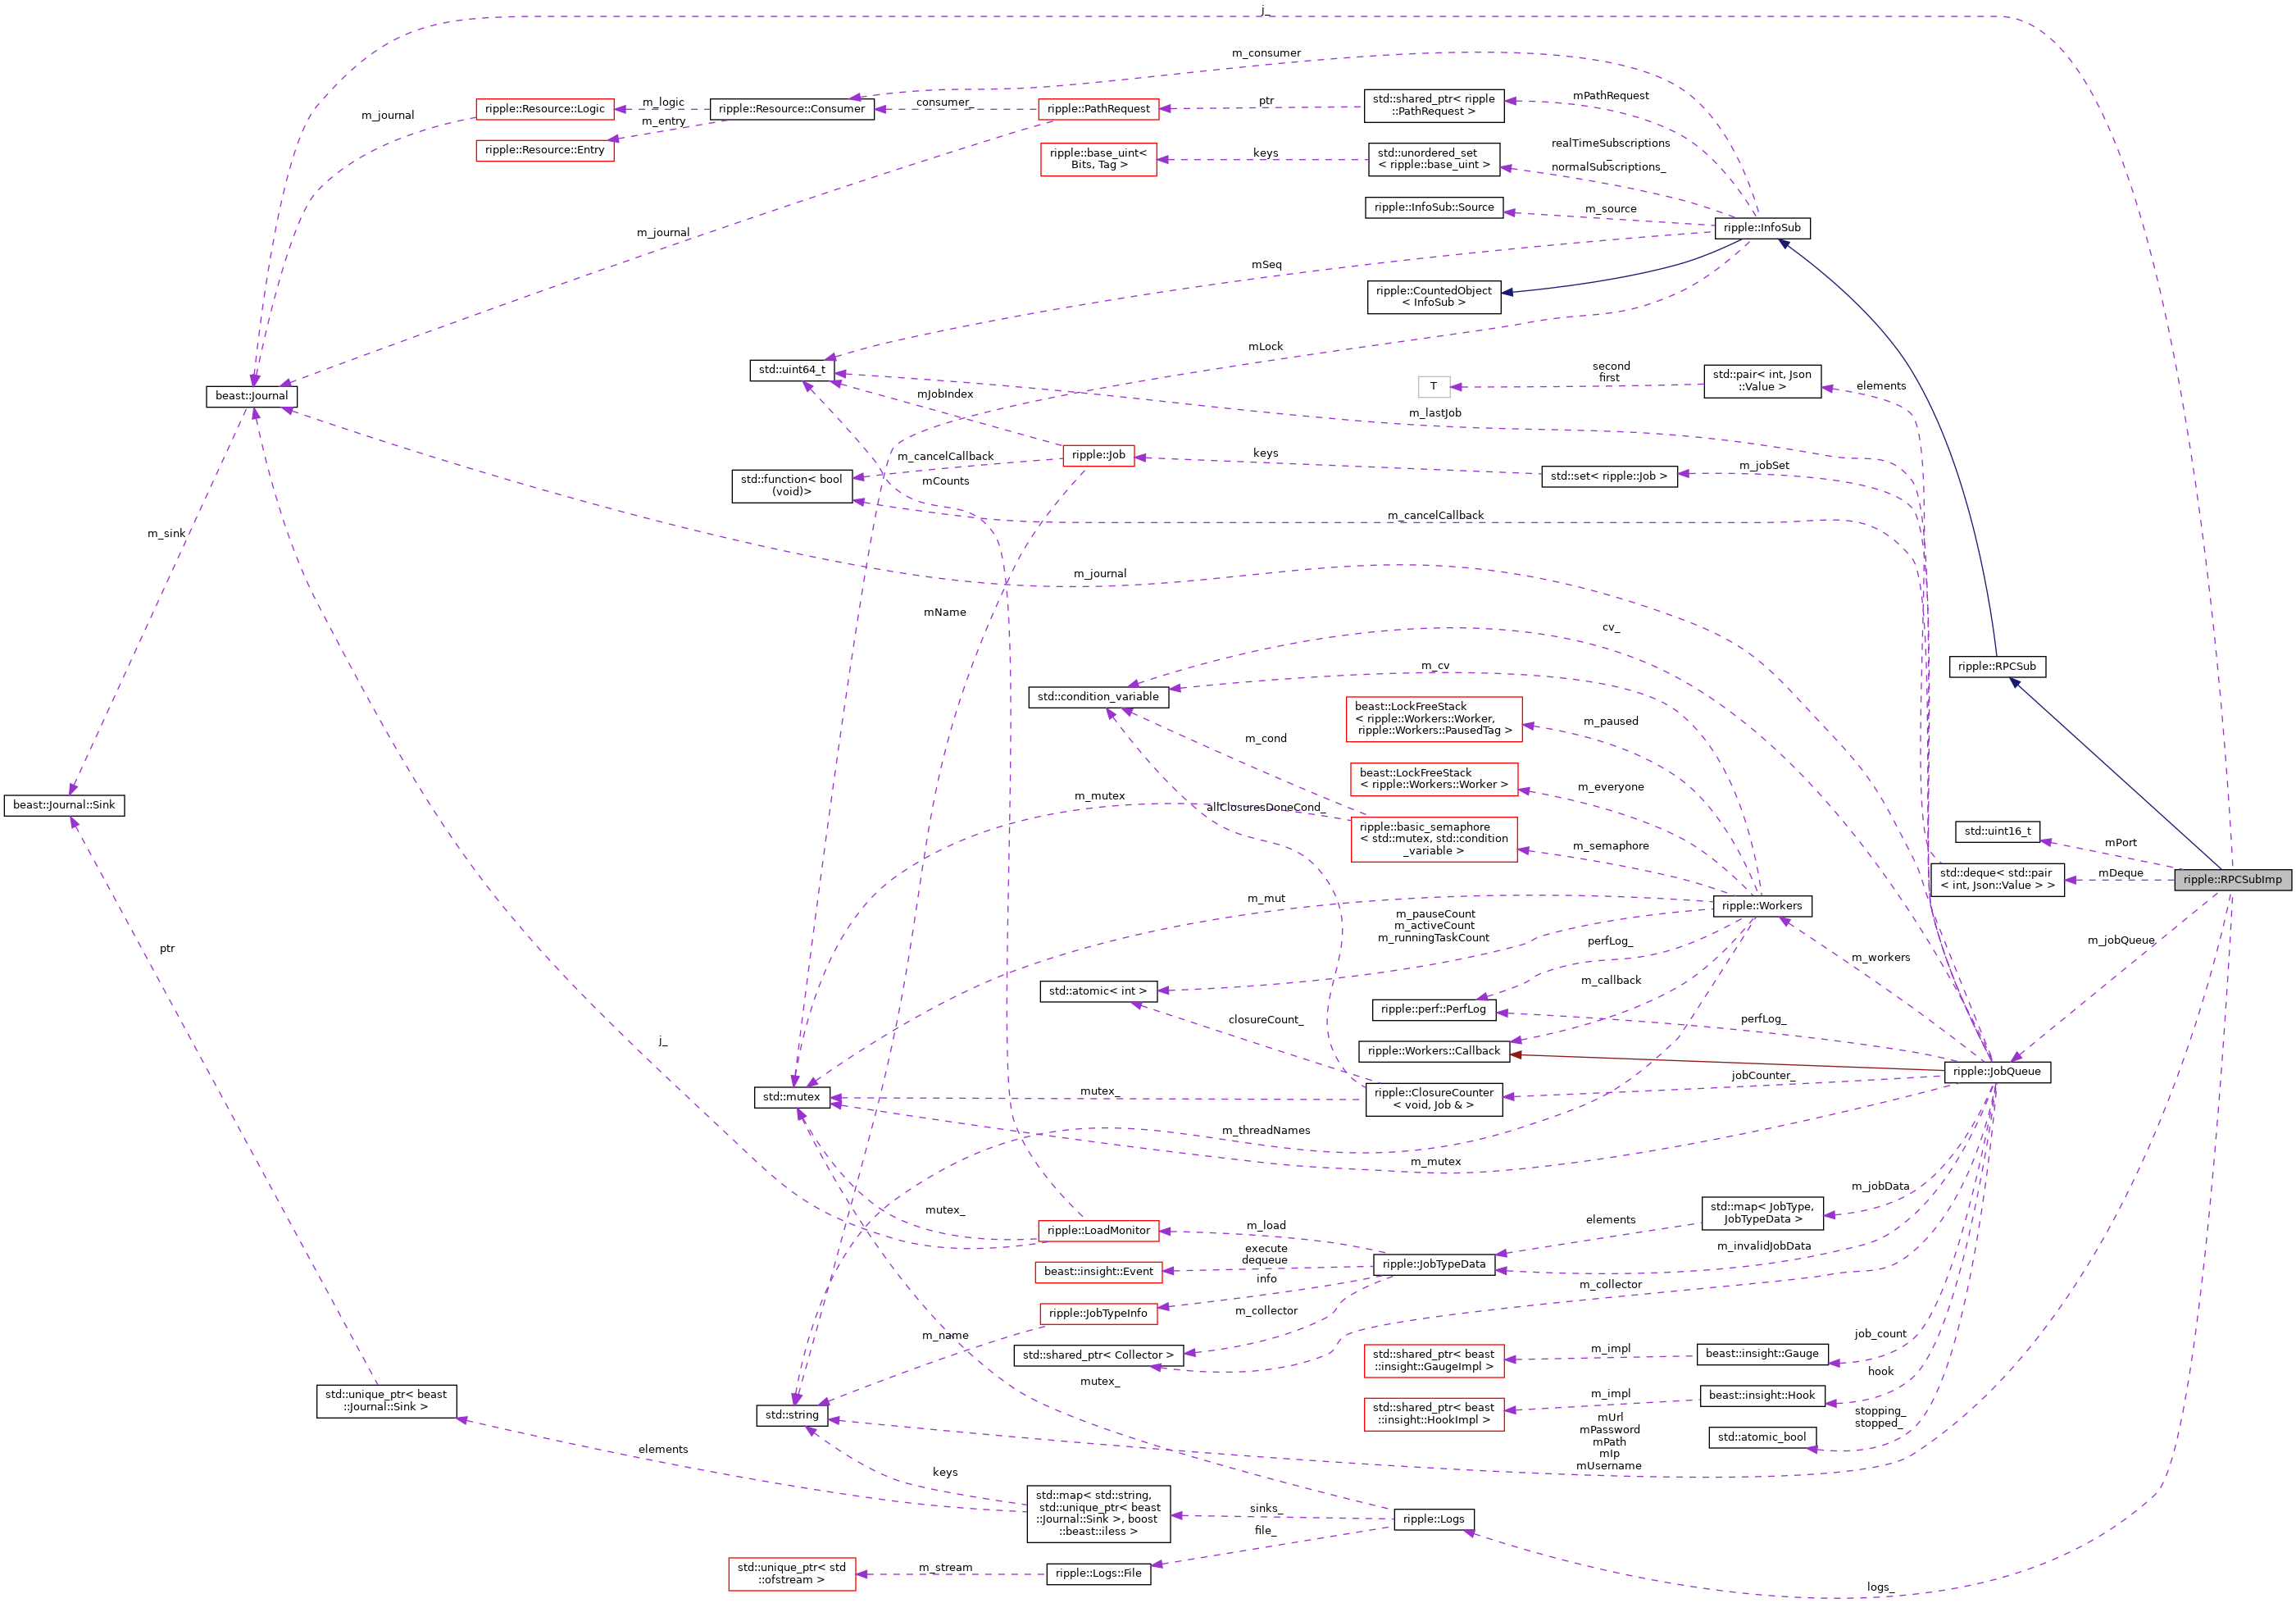 j_
m_consumer
ripple::Resource::Logic
m_logic
ripple::Resource::Consumer
consumer_
ripple::PathRequest
ptr
std::shared_ptr< ripple
::PathRequest >
mPathRequest
m_journal
m_entry
ripple::Resource::Entry
ripple::base_uint<
Bits, Tag >
keys
std::unordered_set
< ripple::base_uint >
realTimeSubscriptions
_
normalSubscriptions_
ripple::InfoSub::Source
m_source
ripple::InfoSub
m_journal
mSeq
ripple::CountedObject
< InfoSub >
mLock
std::uint64_t
beast::Journal
mJobIndex
T
second
first
std::pair< int, Json
::Value >
elements
m_lastJob
ripple::Job
keys
std::set< ripple::Job >
m_jobSet
m_cancelCallback
std::function< bool
(void)>
mCounts
m_cancelCallback
m_sink
m_journal
mName
cv_
m_cv
ripple::RPCSub
std::condition_variable
beast::LockFreeStack
< ripple::Workers::Worker,
ripple::Workers::PausedTag >
m_paused
m_cond
beast::LockFreeStack
< ripple::Workers::Worker >
m_everyone
beast::Journal::Sink
m_mutex
allClosuresDoneCond_
ripple::basic_semaphore
< std::mutex, std::condition
_variable >
m_semaphore
std::uint16_t
mPort
std::deque< std::pair
< int, Json::Value > >
mDeque
ripple::RPCSubImp
m_mut
m_pauseCount
m_activeCount
m_runningTaskCount
ripple::Workers
perfLog_
m_workers
m_jobQueue
ptr
std::atomic< int >
m_callback
ripple::perf::PerfLog
closureCount_
perfLog_
j_
ripple::Workers::Callback
ripple::JobQueue
std::mutex
mutex_
ripple::ClosureCounter
< void, Job & >
jobCounter_
m_threadNames
m_mutex
m_jobData
std::map< JobType,
JobTypeData >
mutex_
ripple::LoadMonitor
m_load
elements
m_invalidJobData
execute
dequeue
beast::insight::Event
ripple::JobTypeData
info
m_collector
ripple::JobTypeInfo
m_collector
m_name
std::shared_ptr< Collector >
std::shared_ptr< beast
::insight::GaugeImpl >
m_impl
beast::insight::Gauge
job_count
mutex_
hook
std::unique_ptr< beast
::Journal::Sink >
std::string
std::shared_ptr< beast
::insight::HookImpl >
m_impl
beast::insight::Hook
stopping_
stopped_
mUrl
mPassword
mPath
mIp
mUsername
std::atomic_bool
elements
keys
std::map< std::string,
std::unique_ptr< beast
::Journal::Sink >, boost
::beast::iless >
sinks_
ripple::Logs
file_
std::unique_ptr< std
::ofstream >
m_stream
ripple::Logs::File
logs_